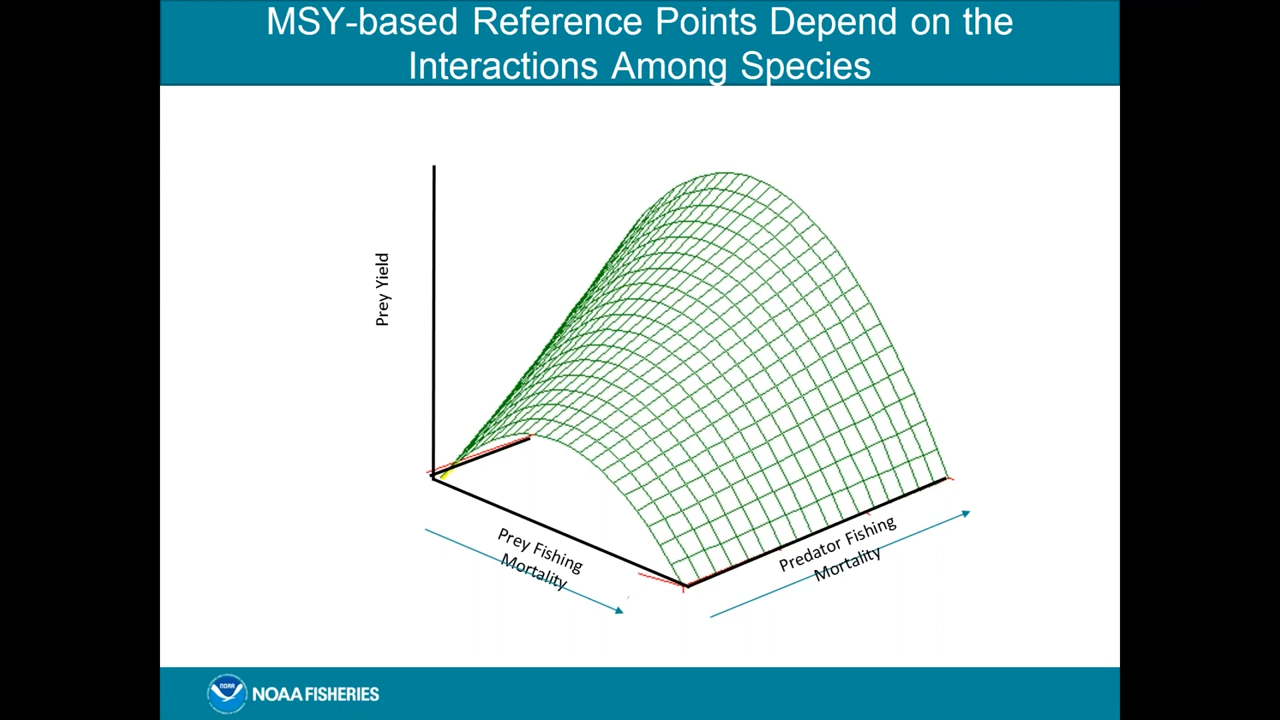 MSY-based Reference Points Depend on the
Interactions Among Species
Prey Yield
Prey Fishing
Mortality
Predator Fishing
Mortality
NOAA
NOAA FISHERIES